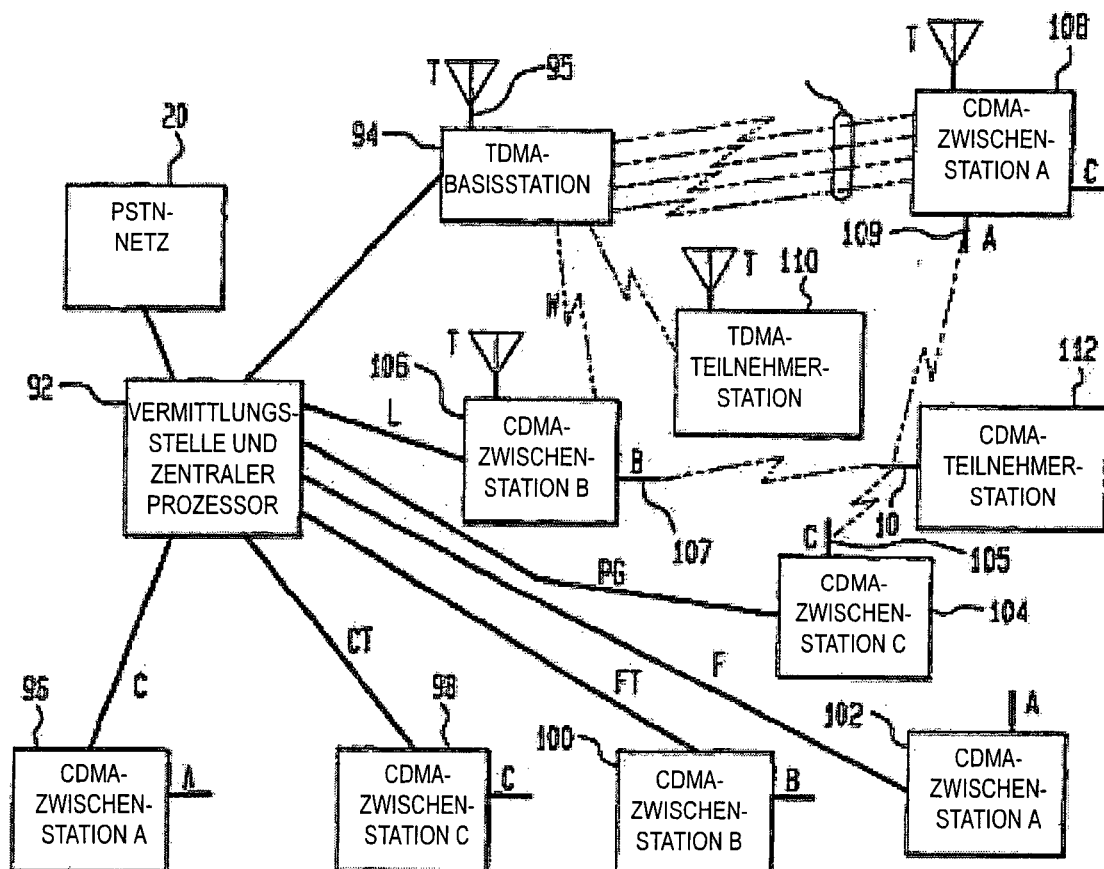 T
95
T
108
94
TDMA-
BASISSTATION
CDMA-
ZWISCHEN-
STATION A
C
20
PSTN-
NETZ
109
A
W
T
110
TDMA-
TEILNEHMER-
STATION
T
106
112
92
VERMITTLUNGS-
STELLE UND
ZENTRALER
PROZESSOR
L
CDMA-
ZWISCHEN-
STATION B
B
107
CDMA-
TEILNEHMER-
STATION
10
C
105
PG
CDMA-
ZWISCHEN-
STATION C
104
C
CT
FT
F
96
CDMA-
ZWISCHEN-
STATION A
A
98
CDMA-
ZWISCHEN-
STATION C
C
100
CDMA-
ZWISCHEN-
STATION B
B
102
A
CDMA-
ZWISCHEN-
STATION A